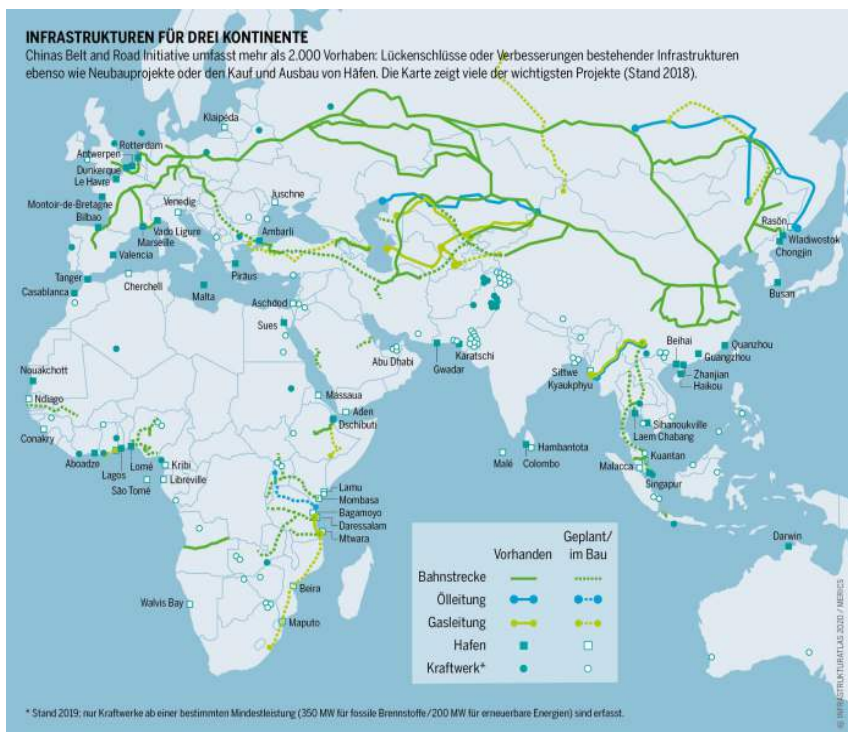 INFRASTRUKTUREN FÜR DREI KONTINENTE
Chinas Belt and Road Initiative umfasst mehr als 2.000 Vorhaben: Lückenschlüsse oder Verbesserungen bestehender Infrastrukturen
ebenso wie Neubauprojekte oder den Kauf und Ausbau von Häfen. Die Karte zeigt viele der wichtigsten Projekte (Stand 2018).
Klaipėda
Rotterdam
Antwerpen
Dunkerque
Le Havre
Montoir-de-Bretagne
Bilbao
Venedig
Juschne
Vado Ligure
Marseille
Ambarli
Valencia
Piräus
Tanger
Casablanca
Cherchell
Malta
Aschdod
Sues
Rasŏn
Wladiwostok
Chongjin
Busan
Abu Dhabi
Gwadar
Karatschi
Sittwe
Kyaukphyu
Beihai
Quanzhou
Guangzhou
Zhanjian
Haikou
Nouakchott
Ndiago
Conakry
Massaua
Aden
Dschibuti
Aboadze
Lagos
Lomé
São Tomé
Kribi
Libreville
Malé
Hambantota
Colombo
Sihanoukville
Laem Chabang
Kuantan
Malacca
Singapur
Lamu
Mombasa
Bagamoyo
Daressalam
Mtwara
Darwin
Walvis Bay
Beira
Maputo
Vorhanden
Geplant/
im Bau
Bahnstrecke
Ölleitung
Gasleitung
Hafen
Kraftwerk*
* Stand 2019; nur Kraftwerke ab einer bestimmten Mindestleistung (350 MW für fossile Brennstoffe/200 MW für erneuerbare Energien) sind erfasst.
© INFRASTRUKTURATLAS 2020 / MERICS